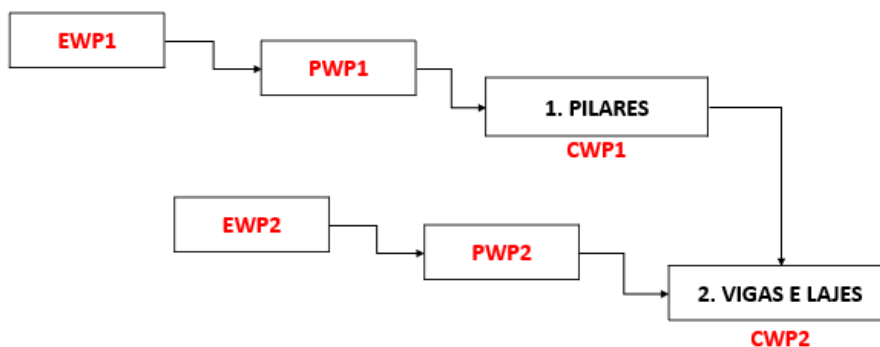 EWP1
PWP1
1. PILARES
CWP1
EWP2
PWP2
2. VIGAS E LAJES
CWP2